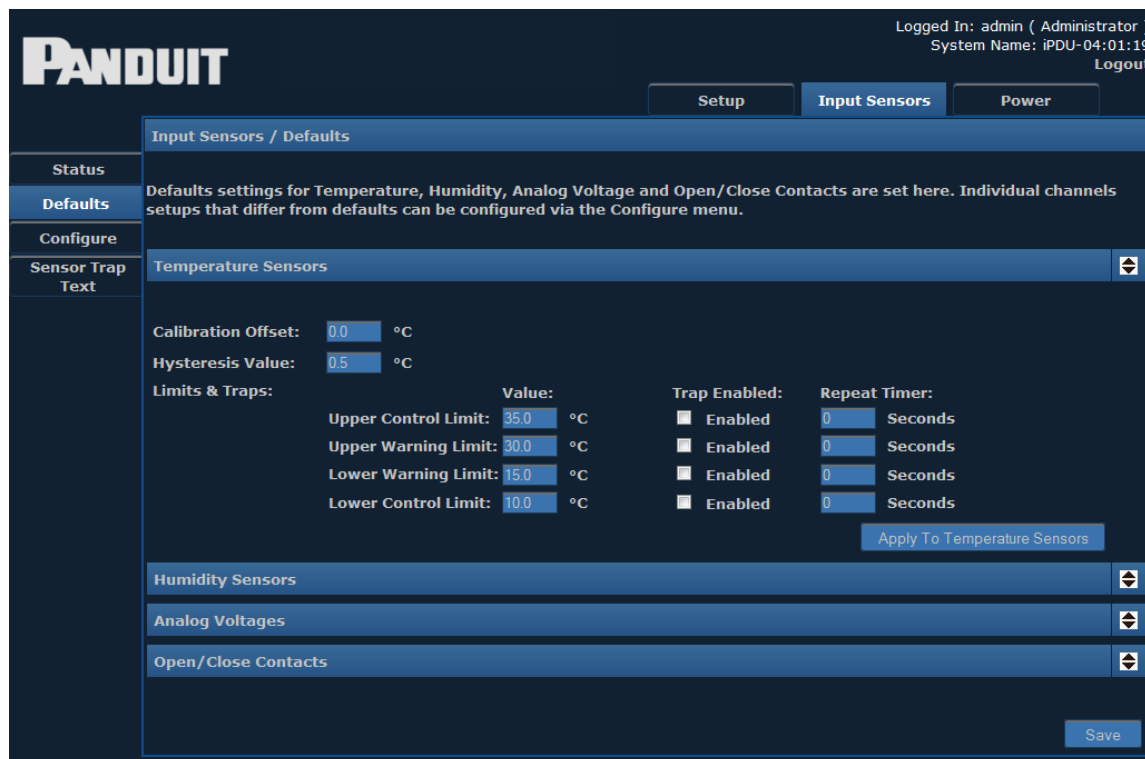 PANDUIT
Logged In: admin ( Administrator )
System Name: iPDU-04:01:19
Logout
Setup
Input Sensors
Power
Input Sensors / Defaults
Status
Defaults
Configure
Sensor Trap
Text
Defaults settings for Temperature, Humidity, Analog Voltage and Open/Close Contacts are set here. Individual channels
setups that differ from defaults can be configured via the Configure menu.
Temperature Sensors
Calibration Offset: 0.0 °C
Hysteresis Value: 0.5 °C
Limits & Traps: Value: Trap Enabled: Repeat Timer:
Upper Control Limit: 35.0 °C Enabled 0 Seconds
Upper Warning Limit: 30.0 °C Enabled 0 Seconds
Lower Warning Limit: 15.0 °C Enabled 0 Seconds
Lower Control Limit: 10.0 °C Enabled 0 Seconds
Apply To Temperature Sensors
Humidity Sensors
Analog Voltages
Open/Close Contacts
Save